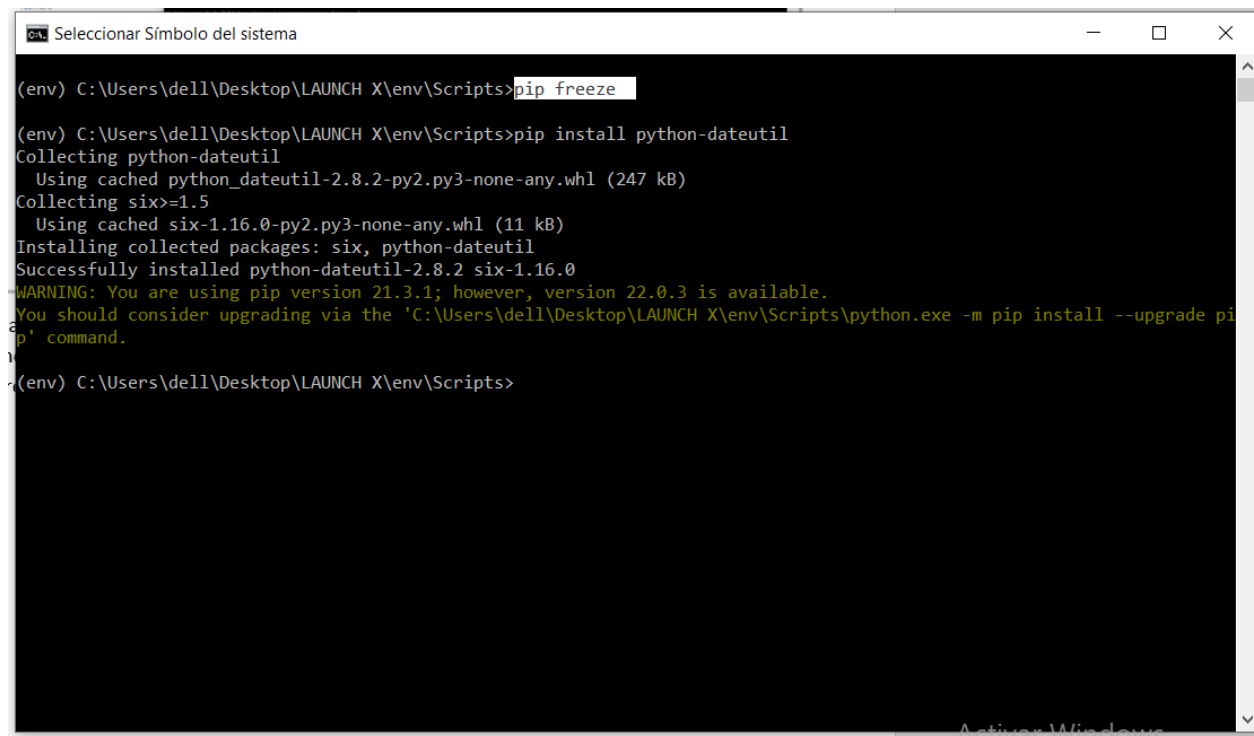 Seleccionar Símbolo del sistema
(env) C:\Users\dell\Desktop\LAUNCH X\env\Scripts>pip freeze
(env) C:\Users\dell\Desktop\LAUNCH X\env\Scripts>pip install python-dateutil
Collecting python-dateutil
  Using cached python_dateutil-2.8.2-py2.py3-none-any.whl (247 kB)
Collecting six>=1.5
  Using cached six-1.16.0-py2.py3-none-any.whl (11 kB)
Installing collected packages: six, python-dateutil
Successfully installed python-dateutil-2.8.2 six-1.16.0
WARNING: You are using pip version 21.3.1; however, version 22.0.3 is available.
You should consider upgrading via the 'C:\Users\dell\Desktop\LAUNCH X\env\Scripts\python.exe -m pip install --upgrade pi
p' command.
(env) C:\Users\dell\Desktop\LAUNCH X\env\Scripts>
Activar Windows